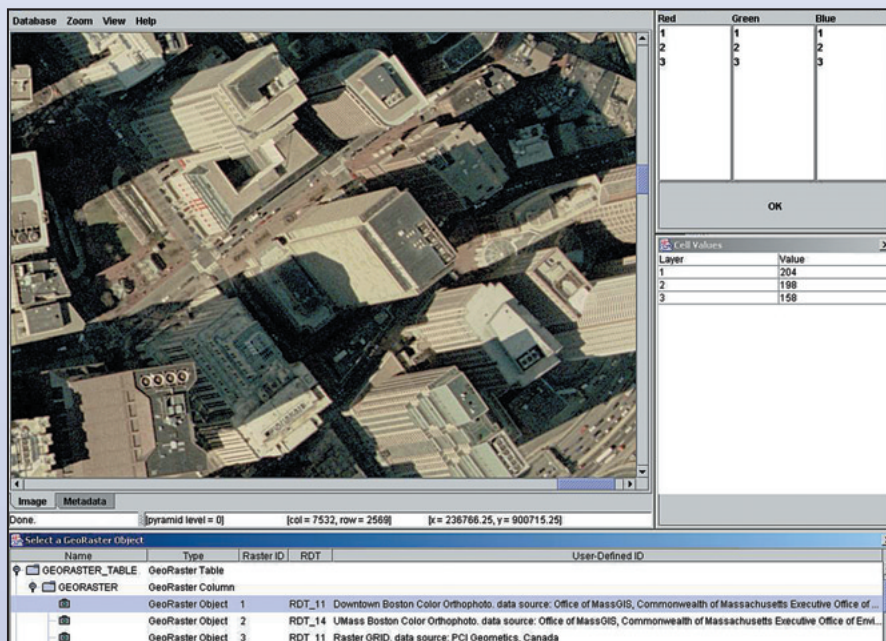 Database Zoom View Help
Red Green Blue
1 1 1
2 2 2
3 3 3
OK
Cell Values
Layer Value
1 204
2 198
3 158
Image Metadata
Done. [pyramid level = 0] [col = 7532, row = 2569] [x = 236766.25, y = 900715.25]
Select a GeoRaster Object
Name Type Raster ID RDT User-Defined ID
GEORASTER_TABLE GeoRaster Table
GEORASTER GeoRaster Column
GeoRaster Object 1 RDT_11 Downtown Boston Color Orthophoto. data source: Office of MassGIS, Commonwealth of Massachusetts Executive Office of ...
GeoRaster Object 2 RDT_14 UMass Boston Color Orthophoto. data source: Office of MassGIS, Commonwealth of Massachusetts Executive Office of Envi...
GeoRaster Object 3 RDT_11 Raster GRID. data source: PCI Geometics, Canada